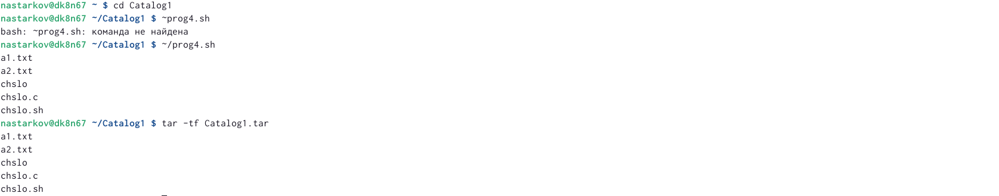 nastarkov@dk8n67 ~ $ cd Catalog1
nastarkov@dk8n67 ~/Catalog1 $ ~prog4.sh
bash: ~prog4.sh: команда не найдена
nastarkov@dk8n67 ~/Catalog1 $ ~/prog4.sh
a1.txt
a2.txt
chslo
chslo.c
chslo.sh
nastarkov@dk8n67 ~/Catalog1 $ tar -tf Catalog1.tar
a1.txt
a2.txt
chslo
chslo.c
chslo.sh